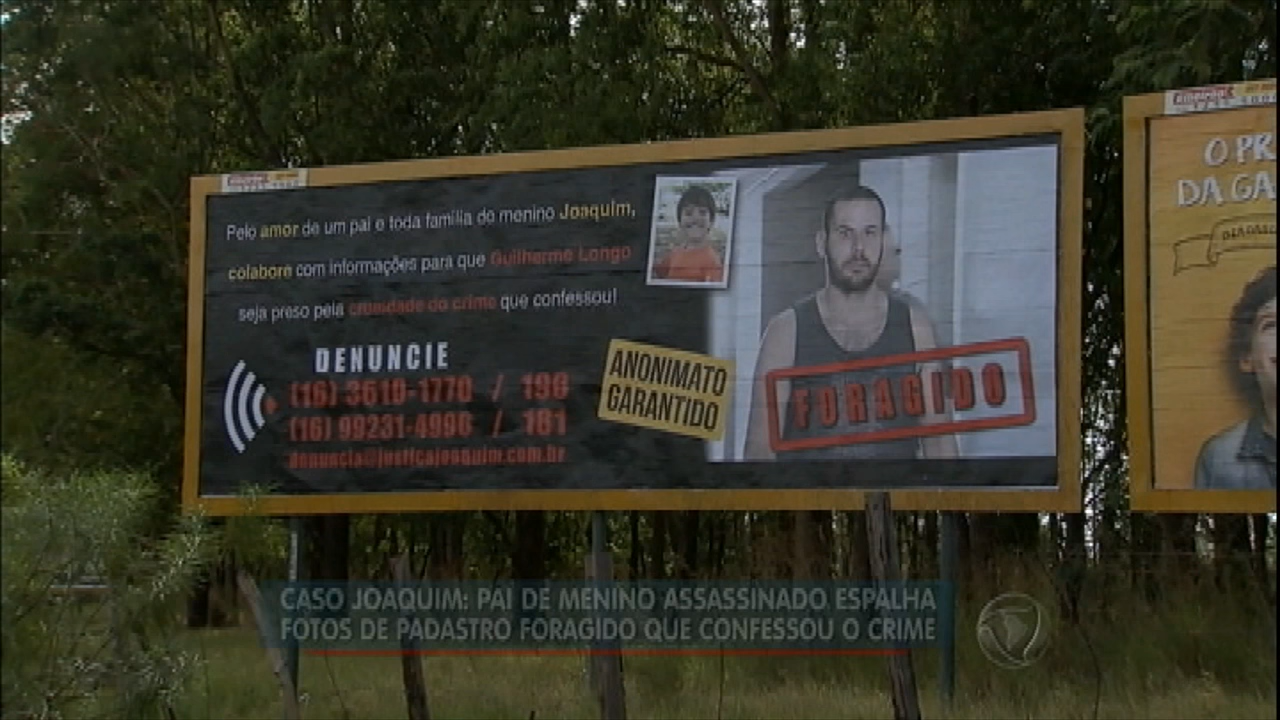 Pelo amor de um pai e toda família do menino Joaquim,
colabore com informações para que Guilherme Longo
seja preso pela crueldade do crime que confessou!
DENUNCIE
(16) 3610-1770 / 190
(16) 99231-4996 / 181
denuncia@justicajoaquim.com.br
ANONIMATO
GARANTIDO
FORAGIDO
O PR
DA GA
CASO JOAQUIM: PAI DE MENINO ASSASSINADO ESPALHA
FOTOS DE PADASTRO FORAGIDO QUE CONFESSOU O CRIME